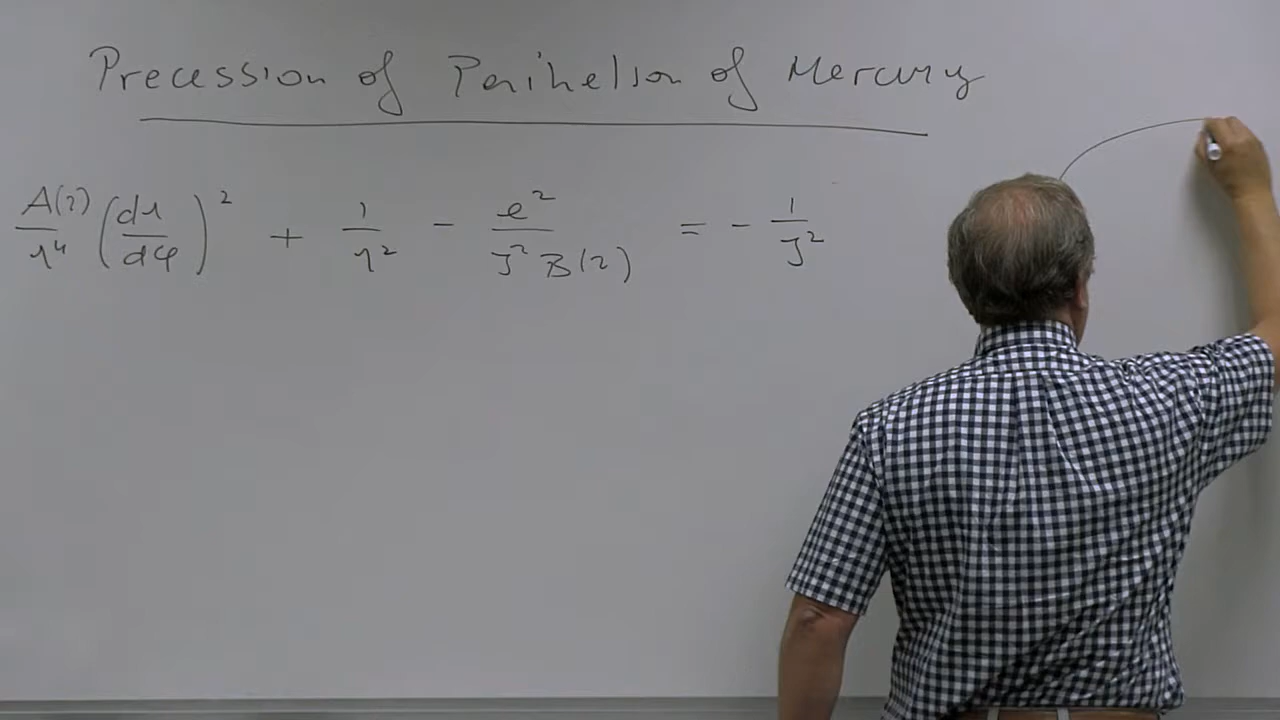 Precession of Perihelion of Mercury
A(r)/r⁴ (dr/dφ)² + 1/r² − e²/J² B(r) = − 1/J²